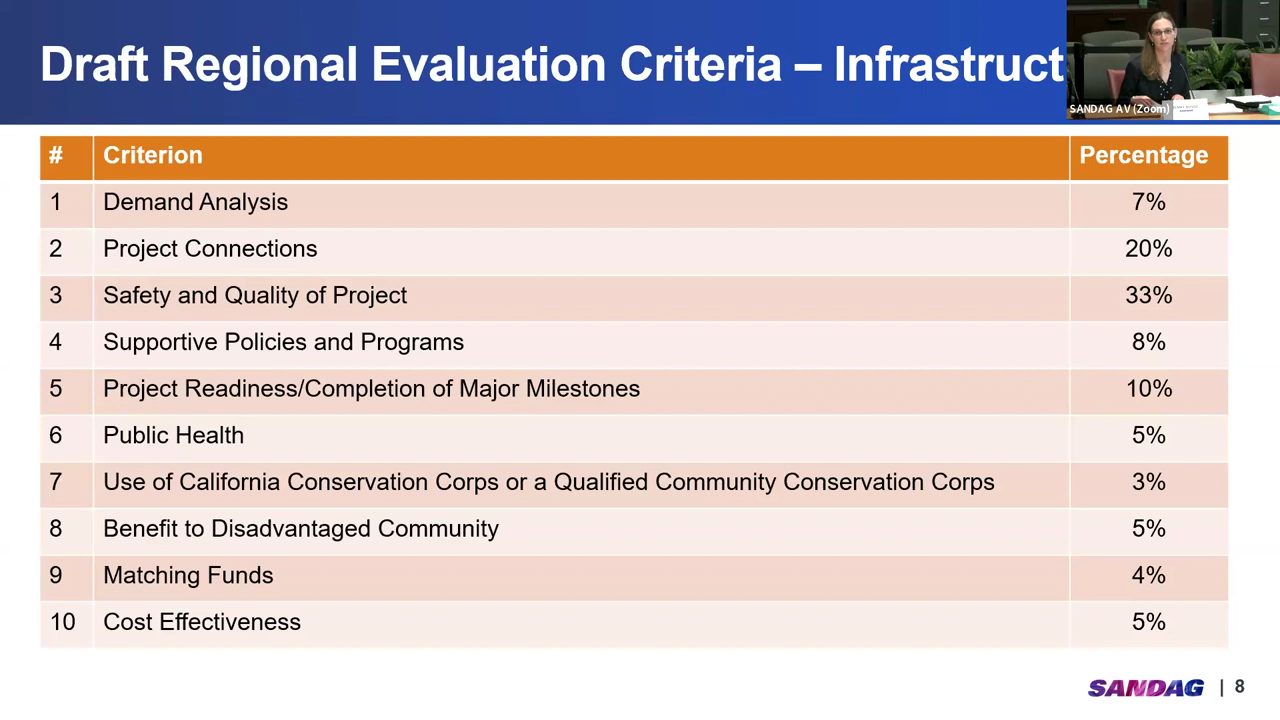 Draft Regional Evaluation Criteria – Infrastruct
SANDAG AV (Zoom)
# Criterion Percentage
1 Demand Analysis 7%
2 Project Connections 20%
3 Safety and Quality of Project 33%
4 Supportive Policies and Programs 8%
5 Project Readiness/Completion of Major Milestones 10%
6 Public Health 5%
7 Use of California Conservation Corps or a Qualified Community Conservation Corps 3%
8 Benefit to Disadvantaged Community 5%
9 Matching Funds 4%
10 Cost Effectiveness 5%
SANDAG | 8